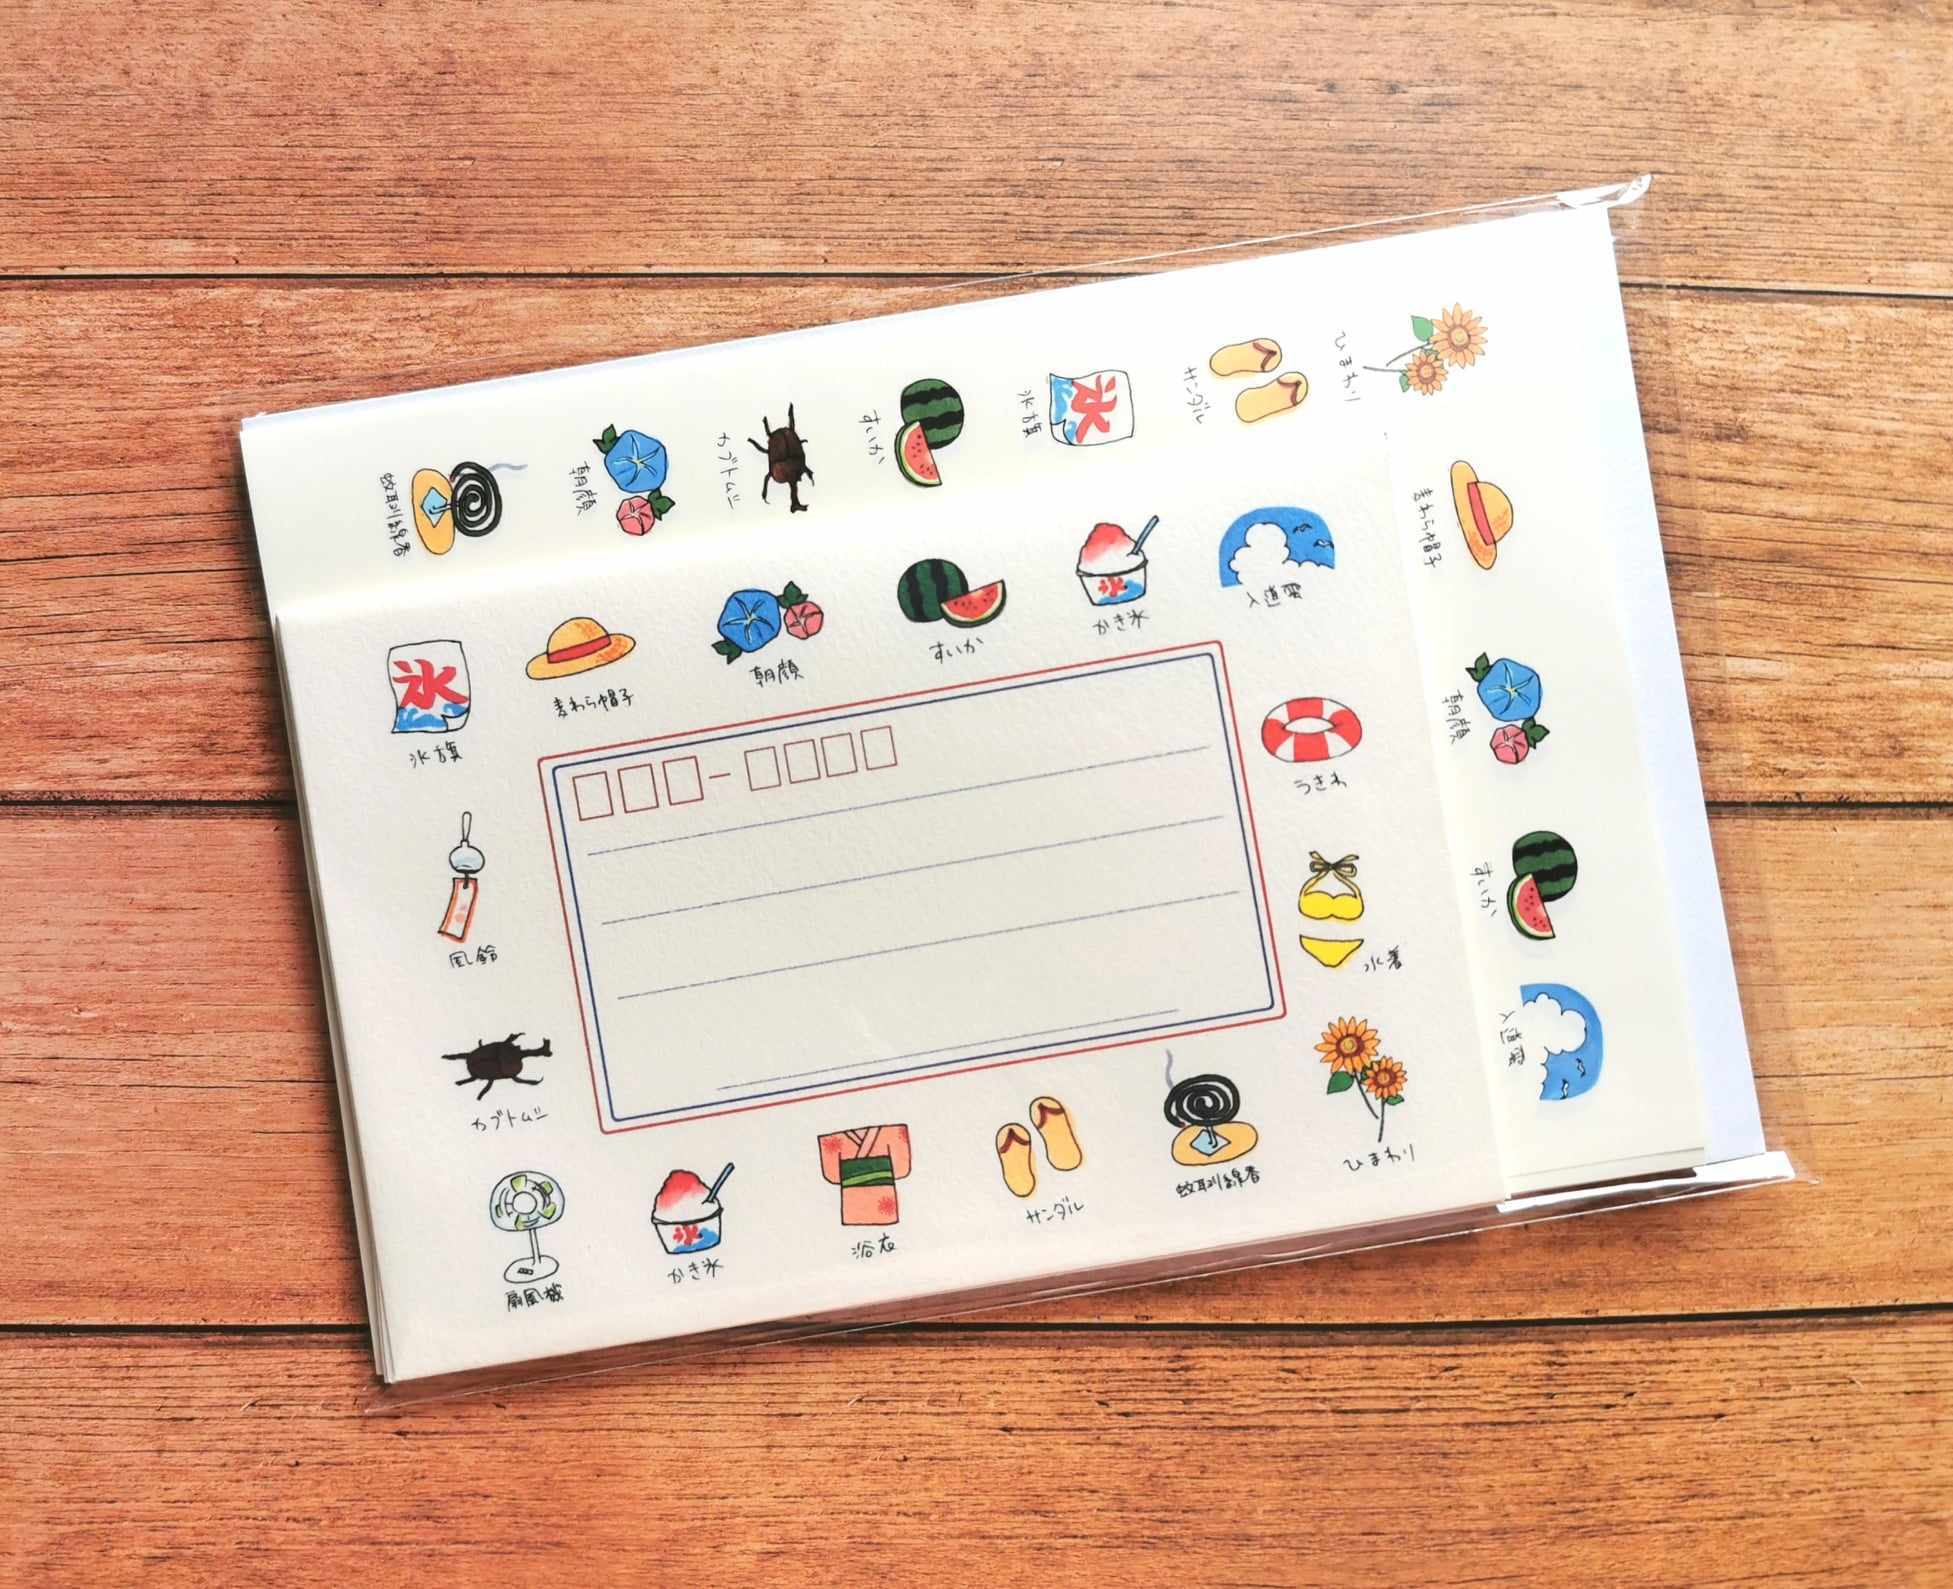 ひまわり
サンダル
氷旗
すいか
カブトムシ
朝顔
蚊取り線香
麦わら帽子
朝顔
すいか
入道雲
氷
氷
氷旗
麦わら帽子
朝顔
すいか
氷
かき氷
入道雲
風鈴
うきわ
水着
カブトムシ
ひまわり
扇風機
氷
かき氷
浴衣
サンダル
蚊取り線香